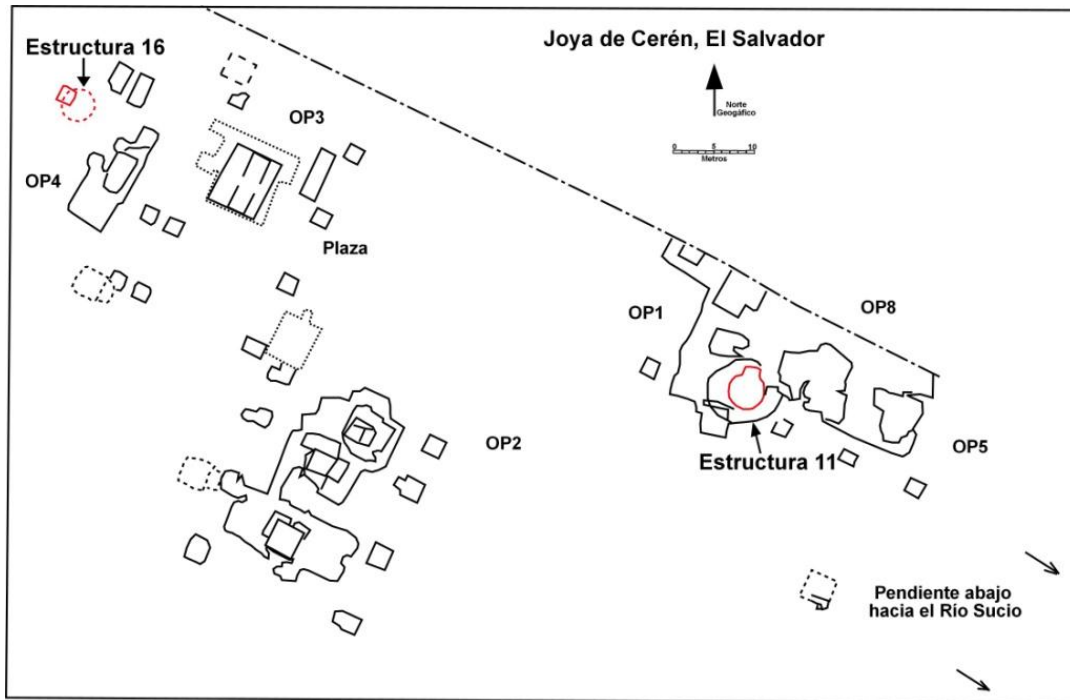 Joya de Cerén, El Salvador
Estructura 16
Norte
Geogáfico
OP3
0 5 10
Metros
OP4
Plaza
OP1
OP8
OP2
Estructura 11
OP5
Pendiente abajo
hacia el Río Sucio